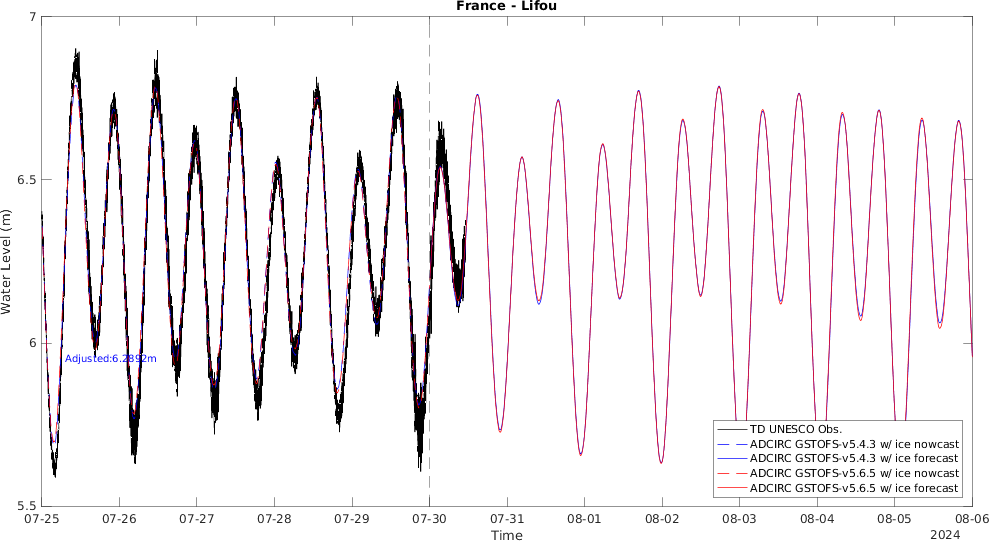 France - Lifou
Water Level (m)
7
6.5
6
5.5
Adjusted:6.2892m
TD UNESCO Obs.
ADCIRC GSTOFS-v5.4.3 w/ ice nowcast
ADCIRC GSTOFS-v5.4.3 w/ ice forecast
ADCIRC GSTOFS-v5.6.5 w/ ice nowcast
ADCIRC GSTOFS-v5.6.5 w/ ice forecast
07-25 07-26 07-27 07-28 07-29 07-30 07-31 08-01 08-02 08-03 08-04 08-05 08-06
Time
2024